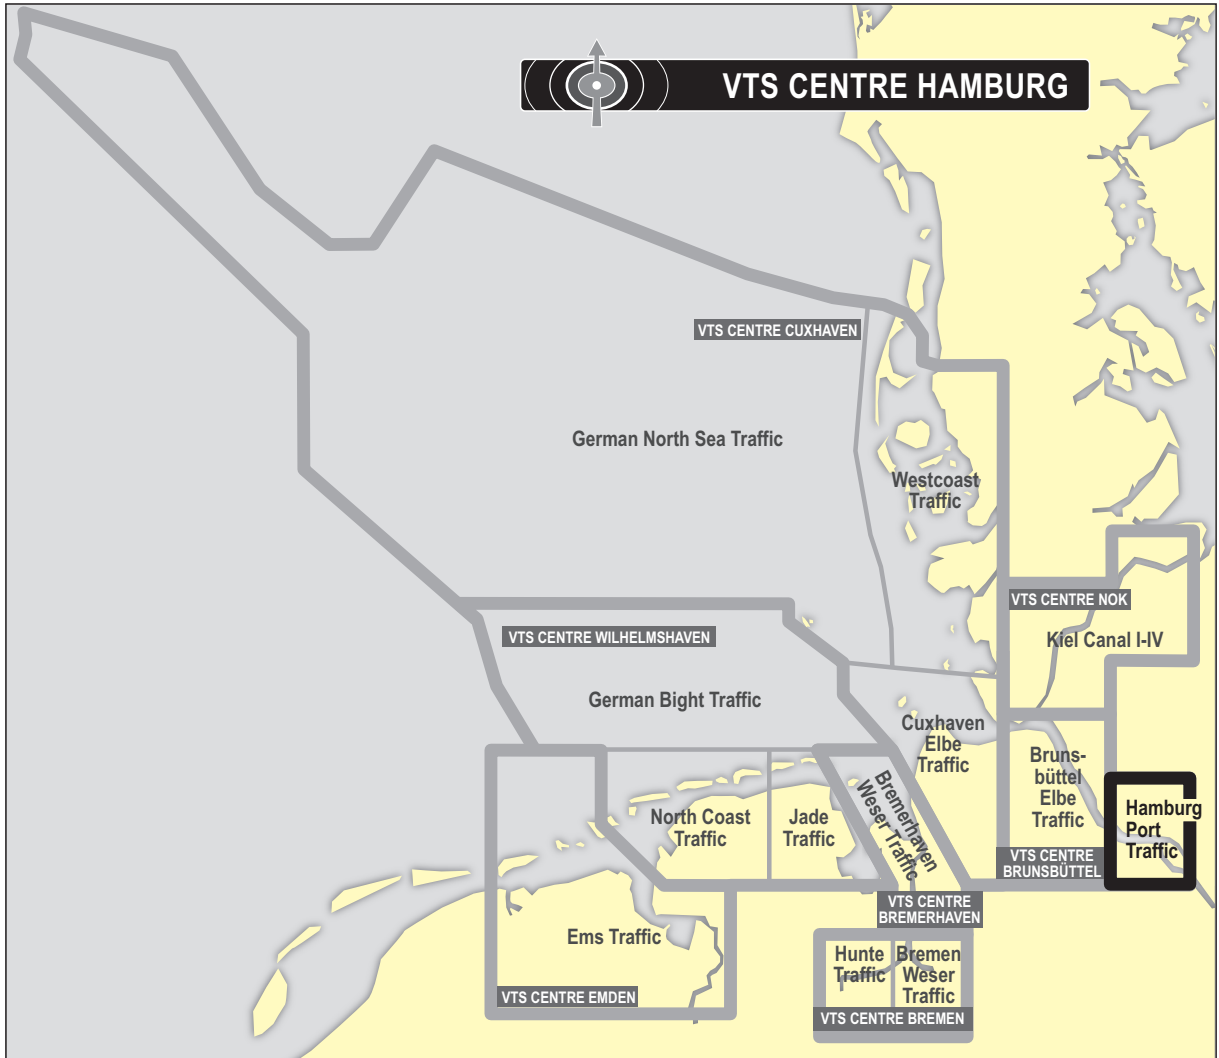 VTS CENTRE HAMBURG
VTS CENTRE CUXHAVEN
German North Sea Traffic
Westcoast
Traffic
VTS CENTRE NOK
Kiel Canal I-IV
VTS CENTRE WILHELMSHAVEN
German Bight Traffic
Cuxhaven
Elbe
Traffic
Bruns-
büttel
Elbe
Traffic
Hamburg
Port
Traffic
North Coast
Traffic
Jade
Traffic
Bremerhaven
Weser Traffic
VTS CENTRE
BRUNSBÜTTEL
VTS CENTRE
BREMERHAVEN
Ems Traffic
VTS CENTRE EMDEN
Hunte
Traffic
Bremen
Weser
Traffic
VTS CENTRE BREMEN